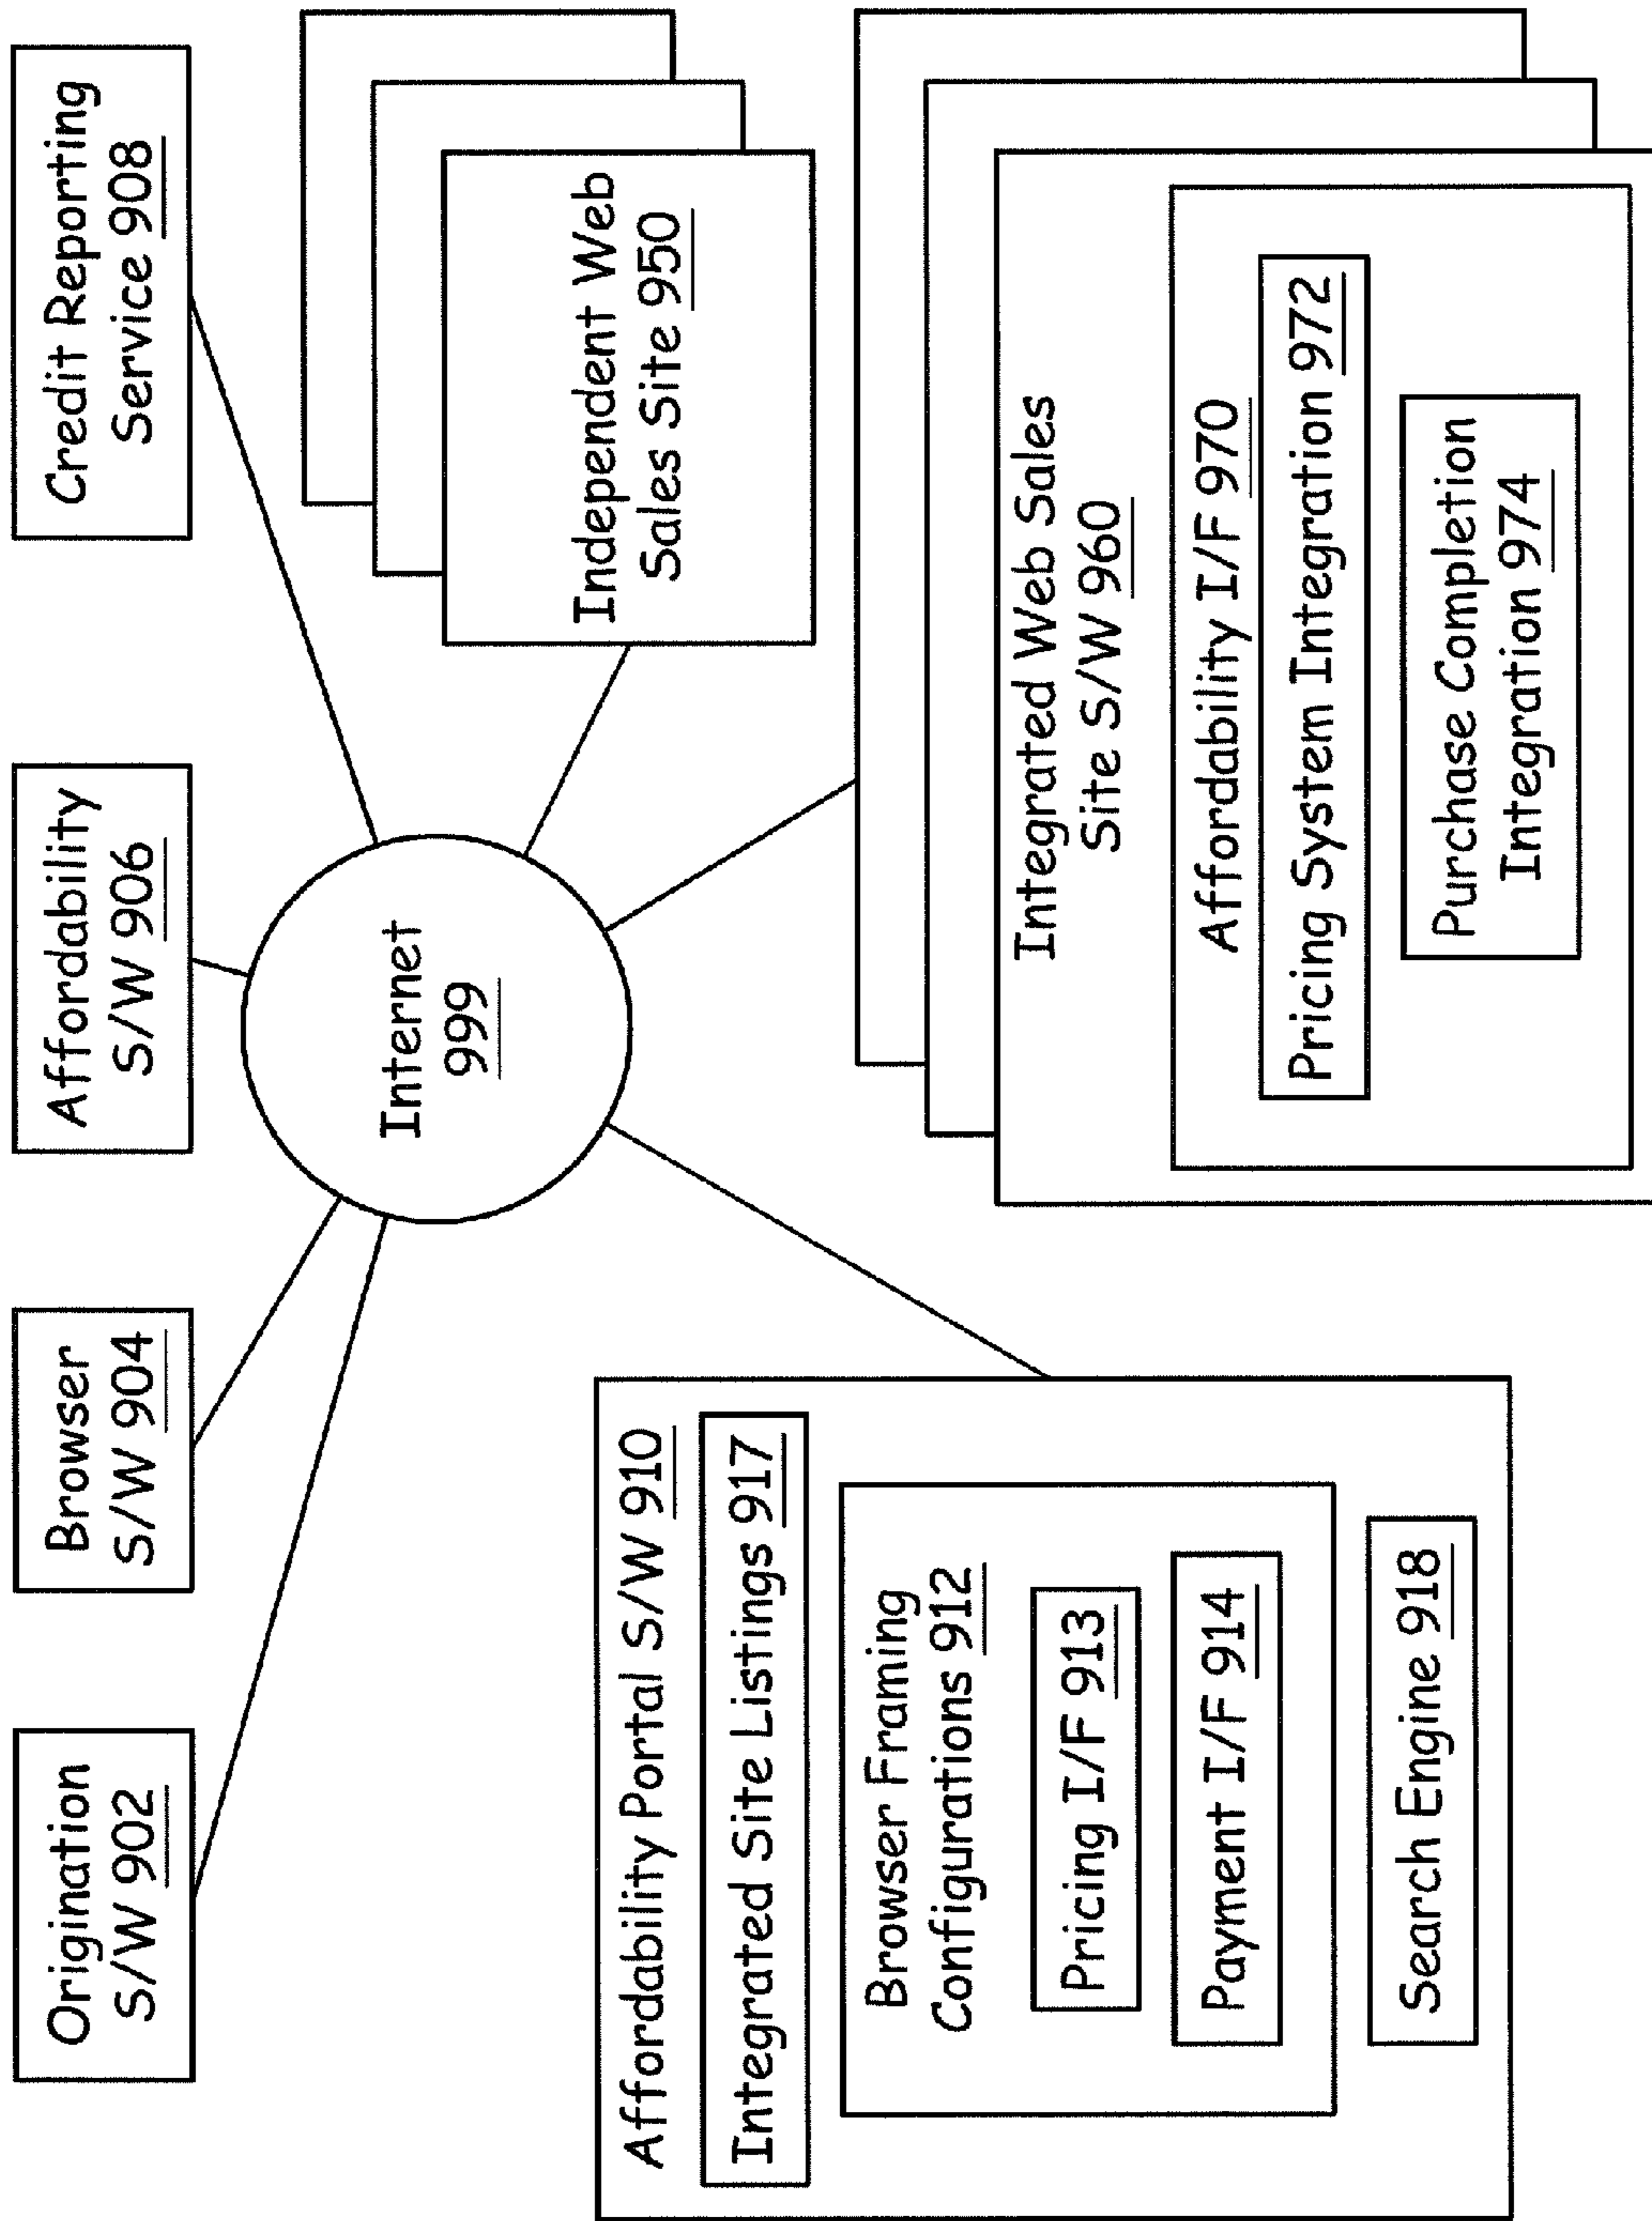 Origination
S/W 902
Browser
S/W 904
Affordability
S/W 906
Credit Reporting
Service 908
Internet
999
Independent Web
Sales Site 950
Affordability Portal S/W 910
Integrated Site Listings 917
Browser Framing
Configurations 912
Pricing I/F 913
Payment I/F 914
Search Engine 918
Integrated Web Sales
Site S/W 960
Affordability I/F 970
Pricing System Integration 972
Purchase Completion
Integration 974